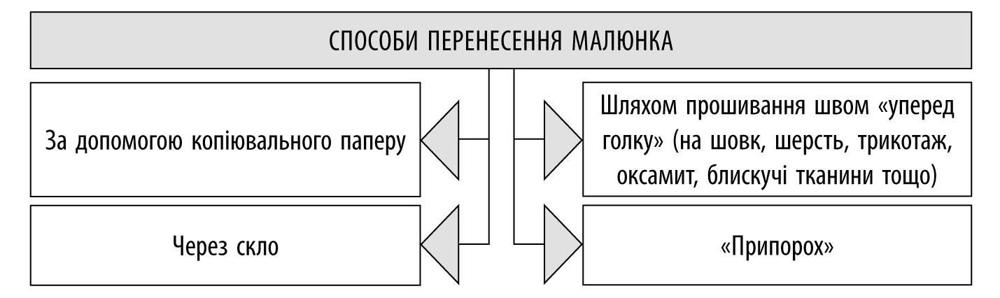 СПОСОБИ ПЕРЕНЕСЕННЯ МАЛЮНКА
За допомогою копіювального паперу
Шляхом прошивання швом «уперед
голку» (на шовк, шерсть, трикотаж,
оксамит, блискучі тканини тощо)
Через скло
«Припорох»